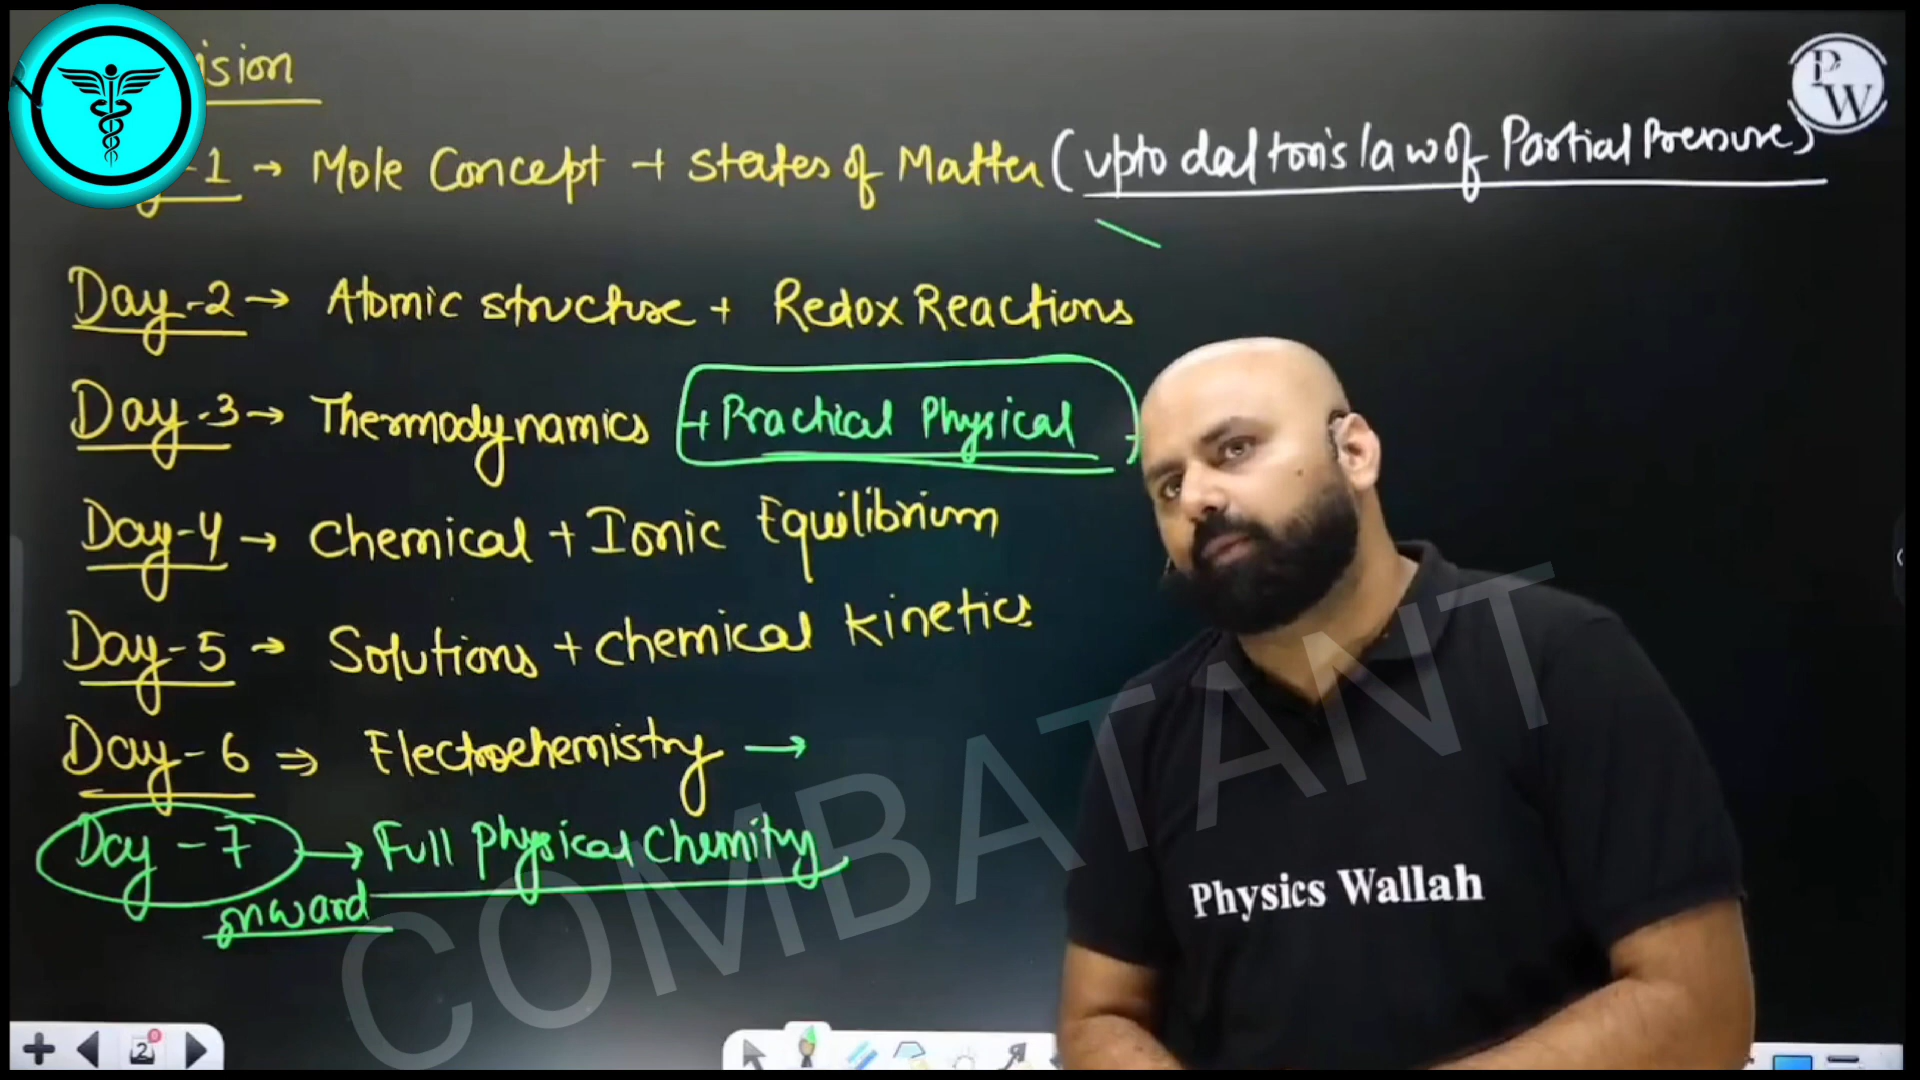 ision
-1 → Mole Concept + States of Matter (upto dalton's law of Partial Pressure)
Day-2 → Atomic structure + Redox Reactions
Day-3 → Thermodynamics + Practical Physical
Day-4 → Chemical + Ionic Equilibrium
Day-5 → Solutions + chemical kinetics
Day-6 ⇒ Electrochemistry →
Day-7 → Full Physical Chemitry
onward
PW
Physics Wallah
COMBATANT
2